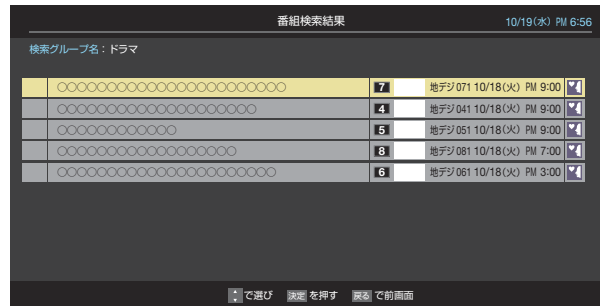 番組検索結果 10/19(水) PM 6:56
検索グループ名：ドラマ
○○○○○○○○○○○○○○○○○○○○○○○ 7 地デジ071 10/18(火) PM 9:00
○○○○○○○○○○○○○○○○○○○○ 4 地デジ041 10/18(火) PM 9:00
○○○○○○○○○○○○ 5 地デジ051 10/18(火) PM 9:00
○○○○○○○○○○○○○○○○○○ 8 地デジ081 10/18(火) PM 7:00
○○○○○○○○○○○○○○○○○○○○○○ 6 地デジ061 10/18(火) PM 3:00
で選び 決定 を押す 戻る で前画面